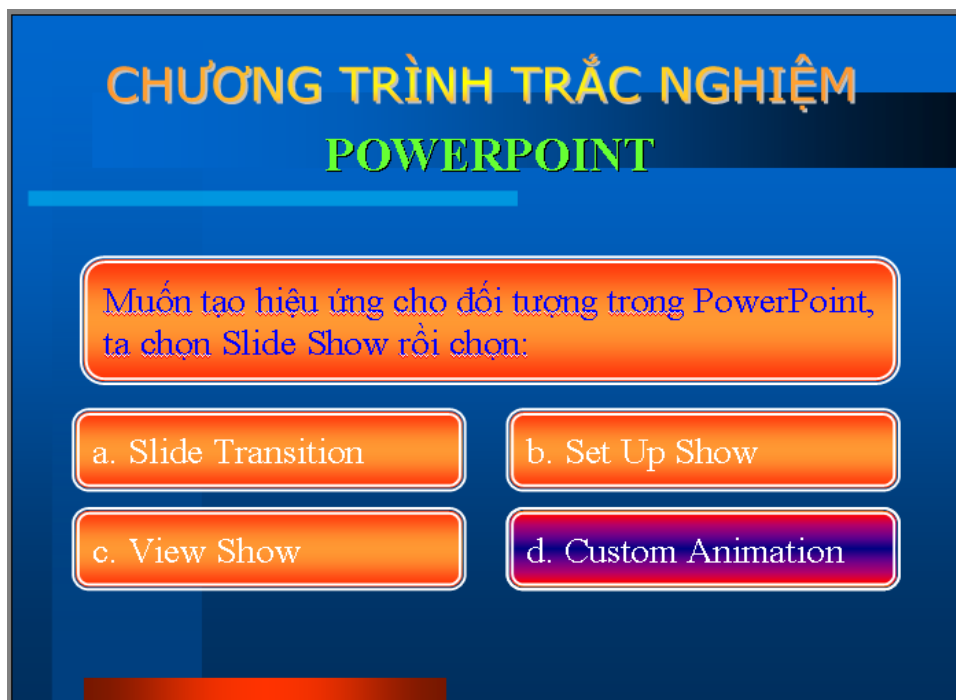 CHƯƠNG TRÌNH TRẮC NGHIỆM
POWERPOINT
Muốn tạo hiệu ứng cho đối tượng trong PowerPoint,
ta chọn Slide Show rồi chọn:
a. Slide Transition
b. Set Up Show
c. View Show
d. Custom Animation